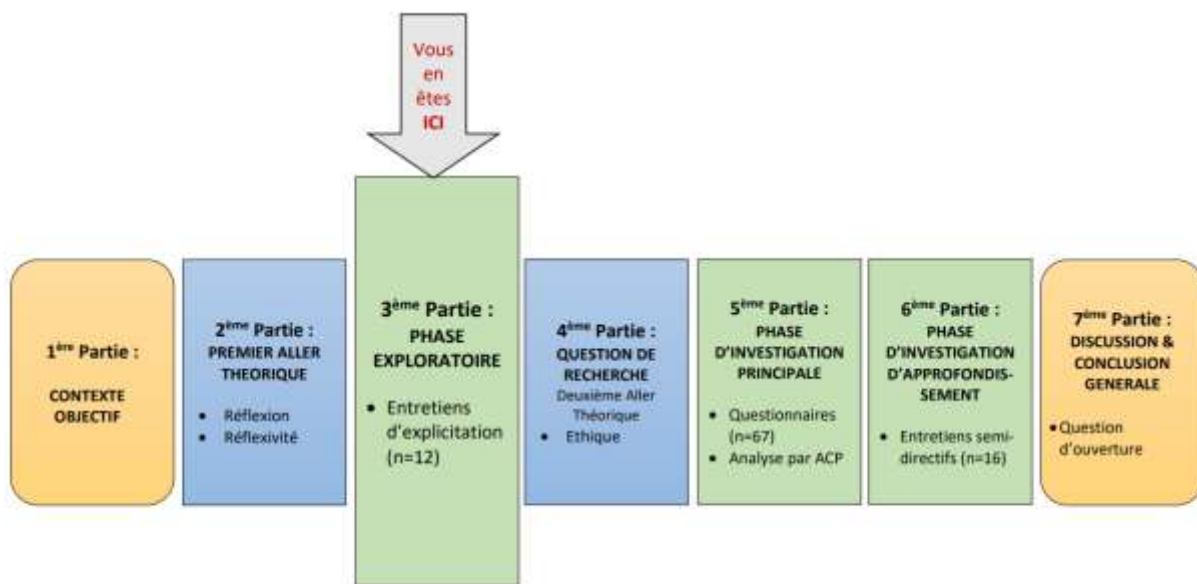 Vous
en
êtes
ICI
1ère Partie :
CONTEXTE
OBJECTIF
2ème Partie :
PREMIER ALLER
THEORIQUE
• Réflexion
• Réflexivité
3ème Partie :
PHASE
EXPLORATOIRE
• Entretiens
d'explicitation
(n=12)
4ème Partie :
QUESTION DE
RECHERCHE
Deuxième Aller
Théorique
• Ethique
5ème Partie :
PHASE
D'INVESTIGATION
PRINCIPALE
• Questionnaires
(n=67)
• Analyse par ACP
6ème Partie :
PHASE
D'INVESTIGATION
D'APPROFONDIS-
SEMENT
• Entretiens semi-
directifs (n=16)
7ème Partie :
DISCUSSION &
CONCLUSION
GENERALE
• Question
d'ouverture